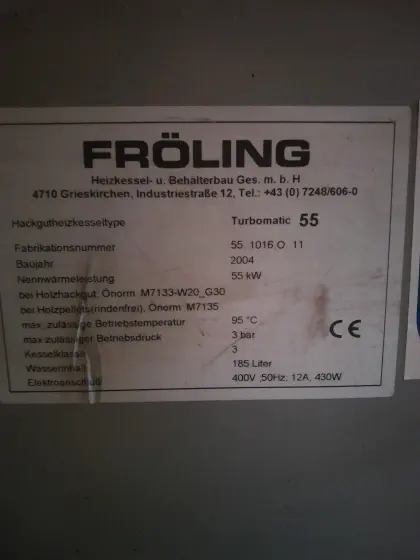 FRÖLING
Heizkessel- u. Behälterbau Ges. m. b. H
4710 Grieskirchen, Industriestraße 12, Tel.: +43 (0) 7248/606-0
Hackgutheizkesseltype Turbomatic 55
Fabrikationsnummer 55 1016 O 11
Baujahr 2004
Nennwärmeleistung 55 kW
bei Holzhackgut, Önorm M7133-W20_G30
bei Holzpellets(rindenfrei), Önorm M7135
max. zulässige Betriebstemperatur 95 °C
max zulässiger Betriebsdruck 3 bar
Kesselklasse 3
Wasserinhalt 185 Liter
Elektroanschluß 400V ;50Hz: 12A, 430W
CE